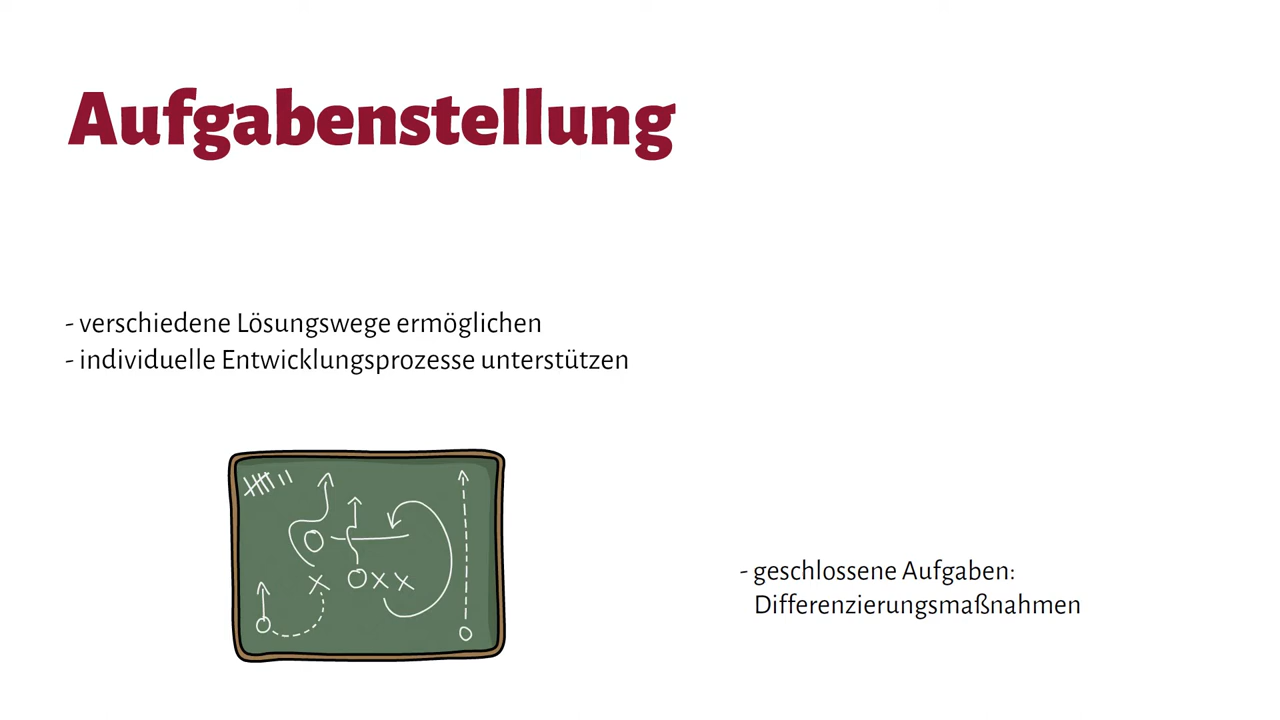 Aufgabenstellung
- verschiedene Lösungswege ermöglichen
- individuelle Entwicklungsprozesse unterstützen
- geschlossene Aufgaben:
Differenzierungsmaßnahmen